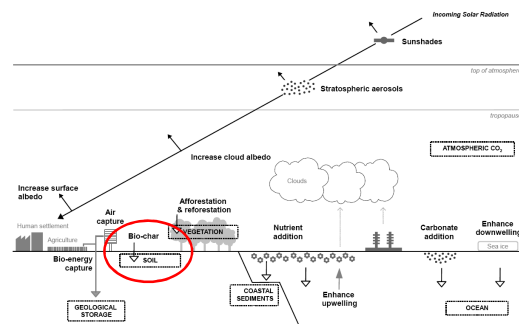 Incoming Solar Radiation
Sunshades
top of atmosphere
Stratospheric aerosols
tropopause
ATMOSPHERIC CO2
Increase cloud albedo
Clouds
Increase surface
albedo
Afforestation
& reforestation
Air
capture
Human settlement
Agriculture
Bio-char
VEGETATION
Nutrient
addition
Carbonate
addition
Enhance
downwelling
Sea ice
Bio-energy
capture
SOIL
GEOLOGICAL
STORAGE
COASTAL
SEDIMENTS
Enhance
upwelling
OCEAN